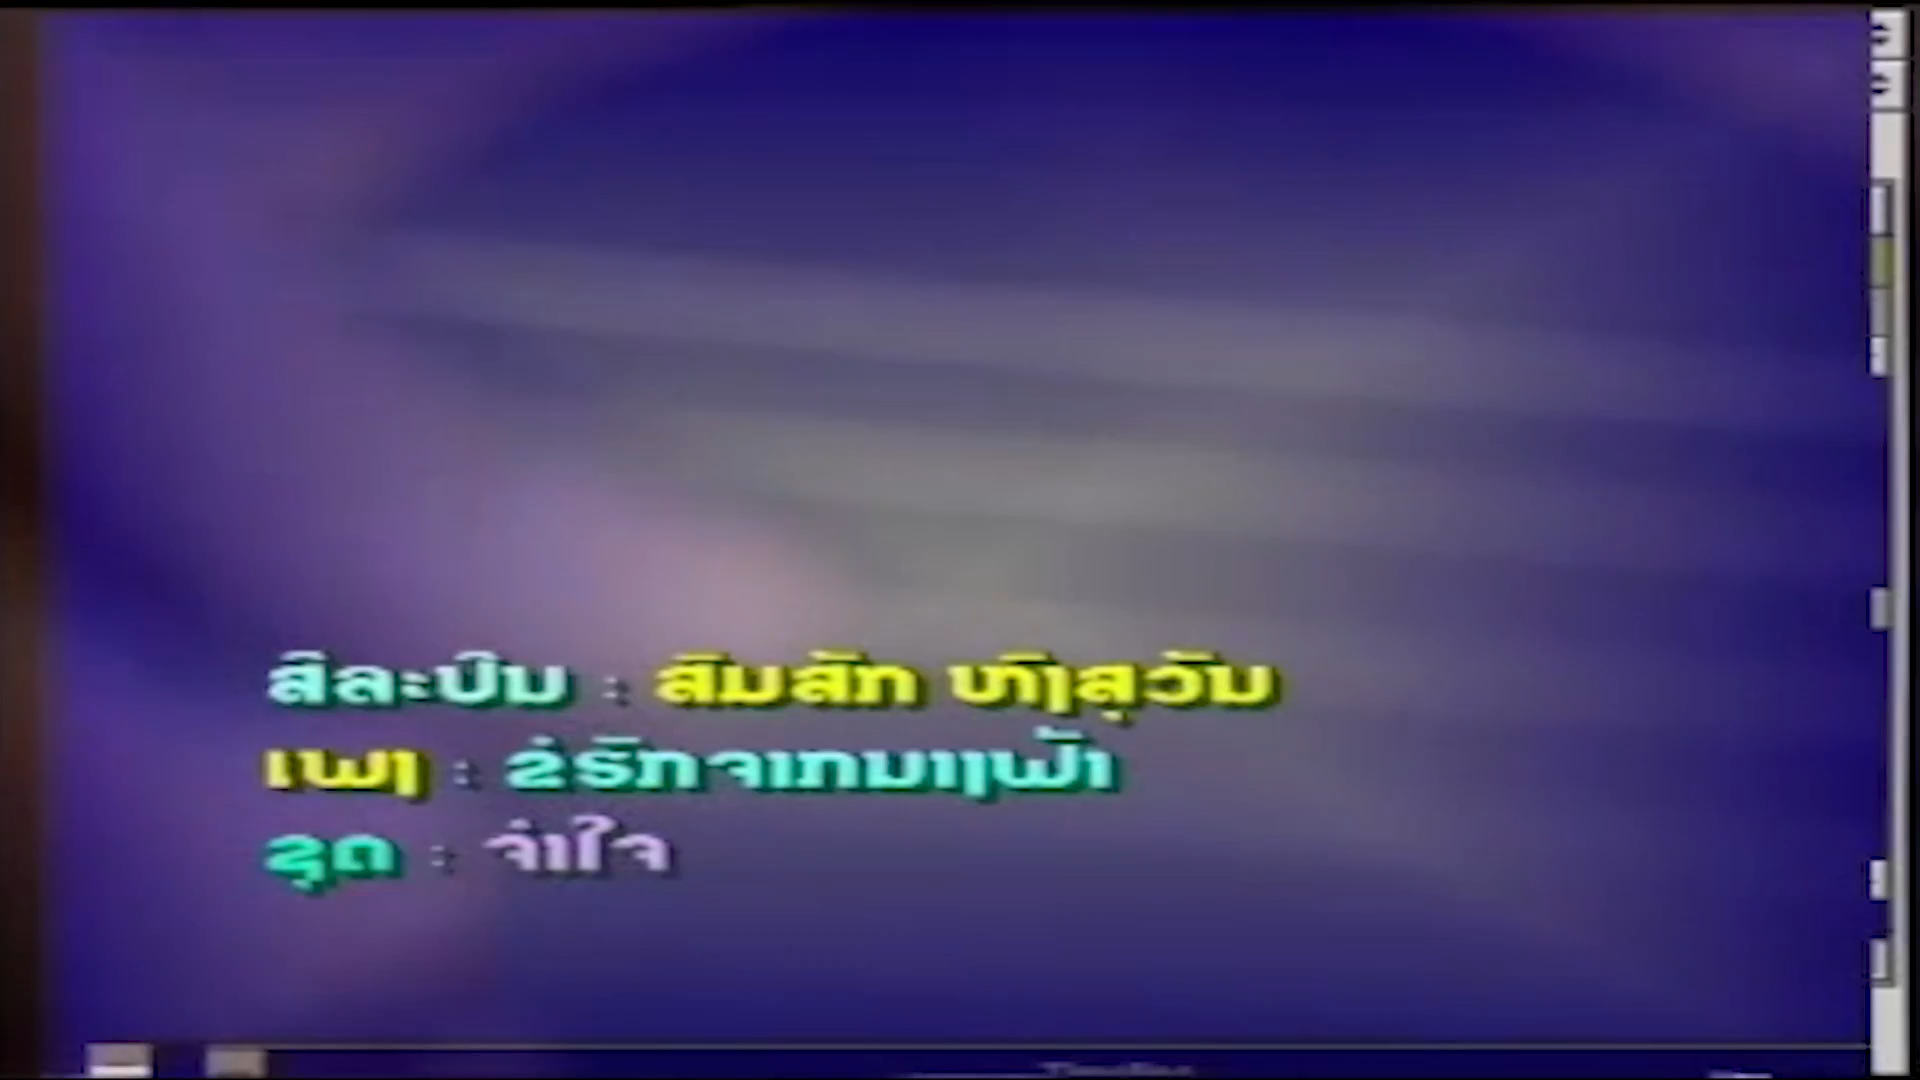 ສິລະປິນ : ສົມສັກ ຫົງສຸວັນ
ເພງ : ຂໍຮັກຈາກນາງຟ້າ
ຊຸດ : ຈຳໃຈ